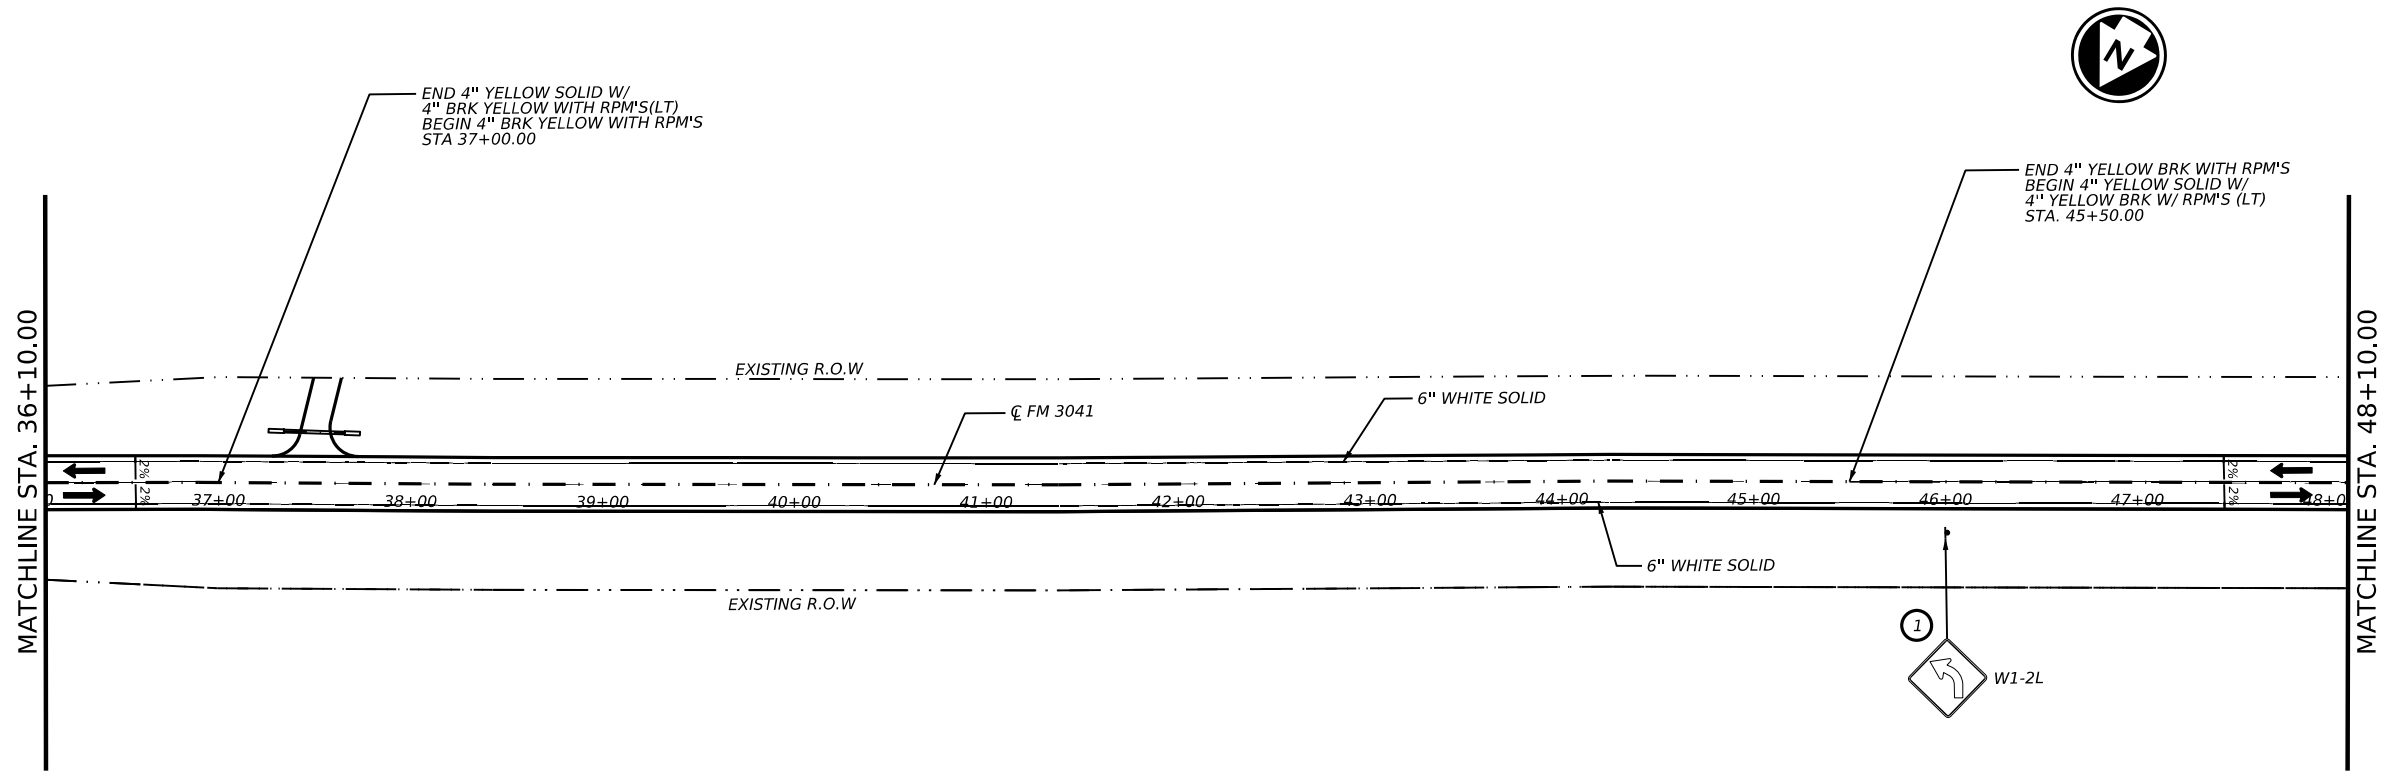 N
END 4" YELLOW SOLID W/
4" BRK YELLOW WITH RPM'S(LT)
BEGIN 4" BRK YELLOW WITH RPM'S
STA 37+00.00
END 4" YELLOW BRK WITH RPM'S
BEGIN 4" YELLOW SOLID W/
4" YELLOW BRK W/ RPM'S (LT)
STA. 45+50.00
MATCHLINE STA. 36+10.00
MATCHLINE STA. 48+10.00
EXISTING R.O.W
6" WHITE SOLID
℄ FM 3041
2% 2%
2% 2%
0
37+00
38+00
39+00
40+00
41+00
42+00
43+00
44+00
45+00
46+00
47+00
48+0
6" WHITE SOLID
EXISTING R.O.W
1
W1-2L